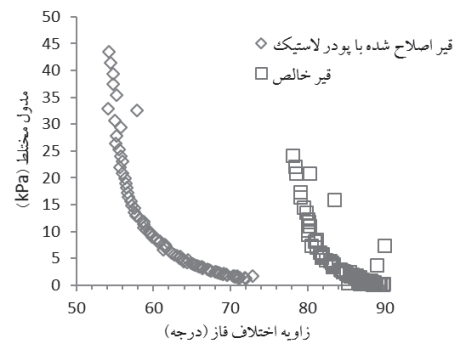 50
45
40
35
30
25
20
15
10
5
0
مدول مختلط (kPa)
قیر اصلاح شده با پودر لاستیک
قیر خالص
50 60 70 80 90
زاویه اختلاف فاز (درجه)